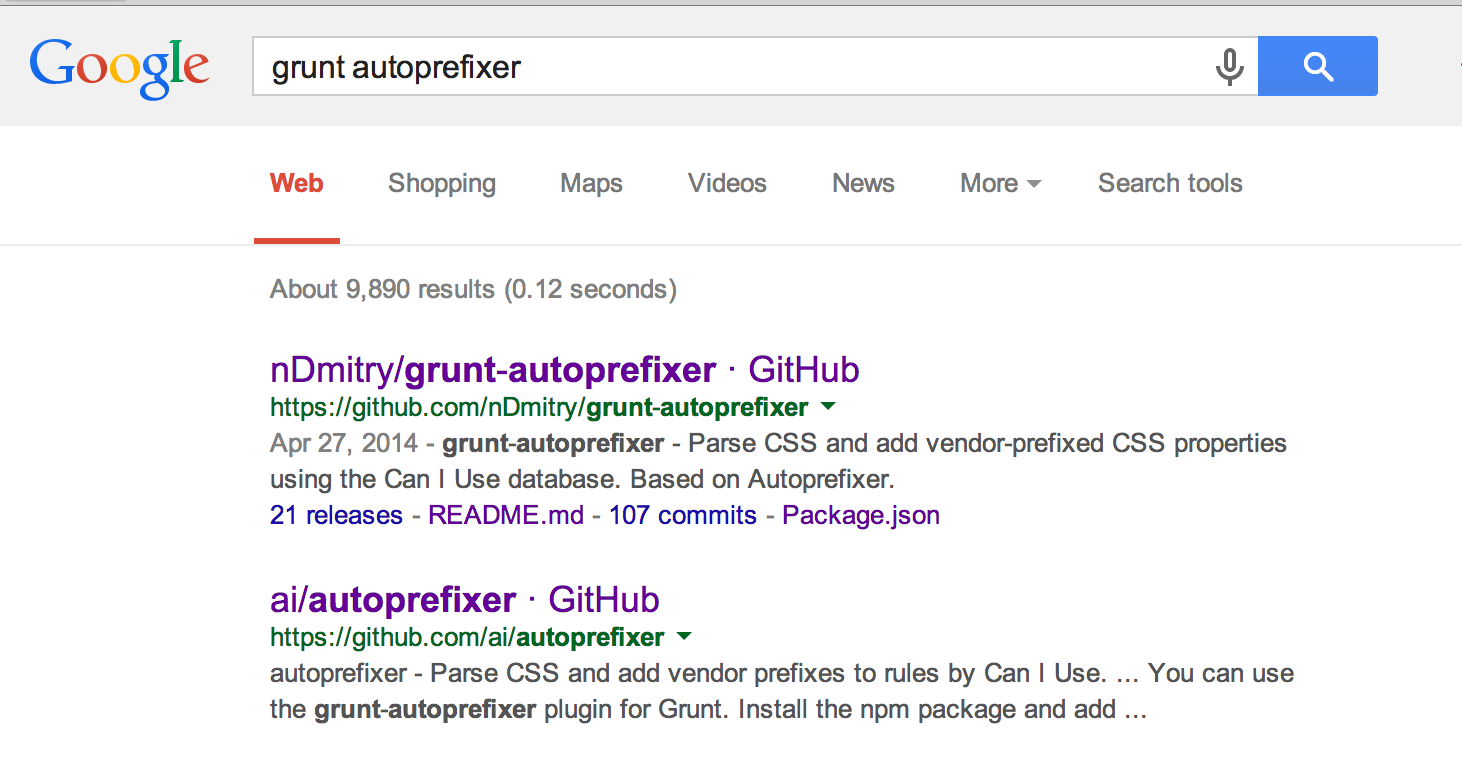 Google grunt autoprefixer
Web Shopping Maps Videos News More Search tools
About 9,890 results (0.12 seconds)
nDmitry/grunt-autoprefixer · GitHub
https://github.com/nDmitry/grunt-autoprefixer
Apr 27, 2014 - grunt-autoprefixer - Parse CSS and add vendor-prefixed CSS properties
using the Can I Use database. Based on Autoprefixer.
21 releases - README.md - 107 commits - Package.json
ai/autoprefixer · GitHub
https://github.com/ai/autoprefixer
autoprefixer - Parse CSS and add vendor prefixes to rules by Can I Use. ... You can use
the grunt-autoprefixer plugin for Grunt. Install the npm package and add ...